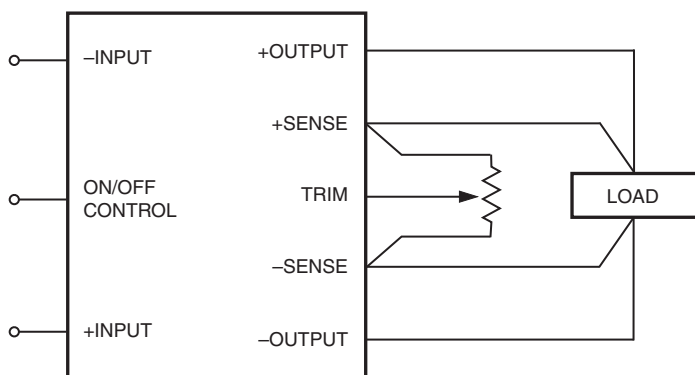 –INPUT
+OUTPUT
+SENSE
ON/OFF
CONTROL
TRIM
LOAD
–SENSE
+INPUT
–OUTPUT